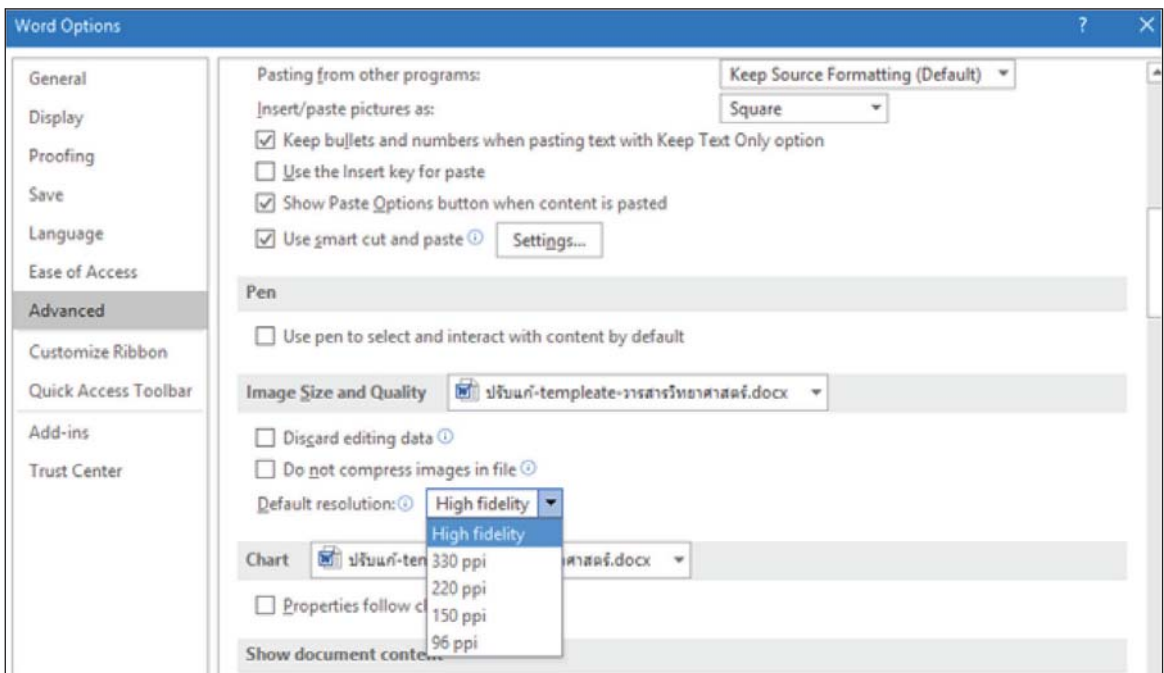 Word Options ? ×
General
Display
Proofing
Save
Language
Ease of Access
Advanced
Customize Ribbon
Quick Access Toolbar
Add-ins
Trust Center
Pasting from other programs: Keep Source Formatting (Default)
Insert/paste pictures as: Square
Keep bullets and numbers when pasting text with Keep Text Only option
Use the Insert key for paste
Show Paste Options button when content is pasted
Use smart cut and paste Settings...
Pen
Use pen to select and interact with content by default
Image Size and Quality ปรับแก้-templeate-วารสารวิทยาศาสตร์.docx
Discard editing data
Do not compress images in file
Default resolution: High fidelity
High fidelity
330 ppi
220 ppi
150 ppi
96 ppi
Chart ปรับแก้-ten าศาสตร์.docx
Properties follow
Show document content